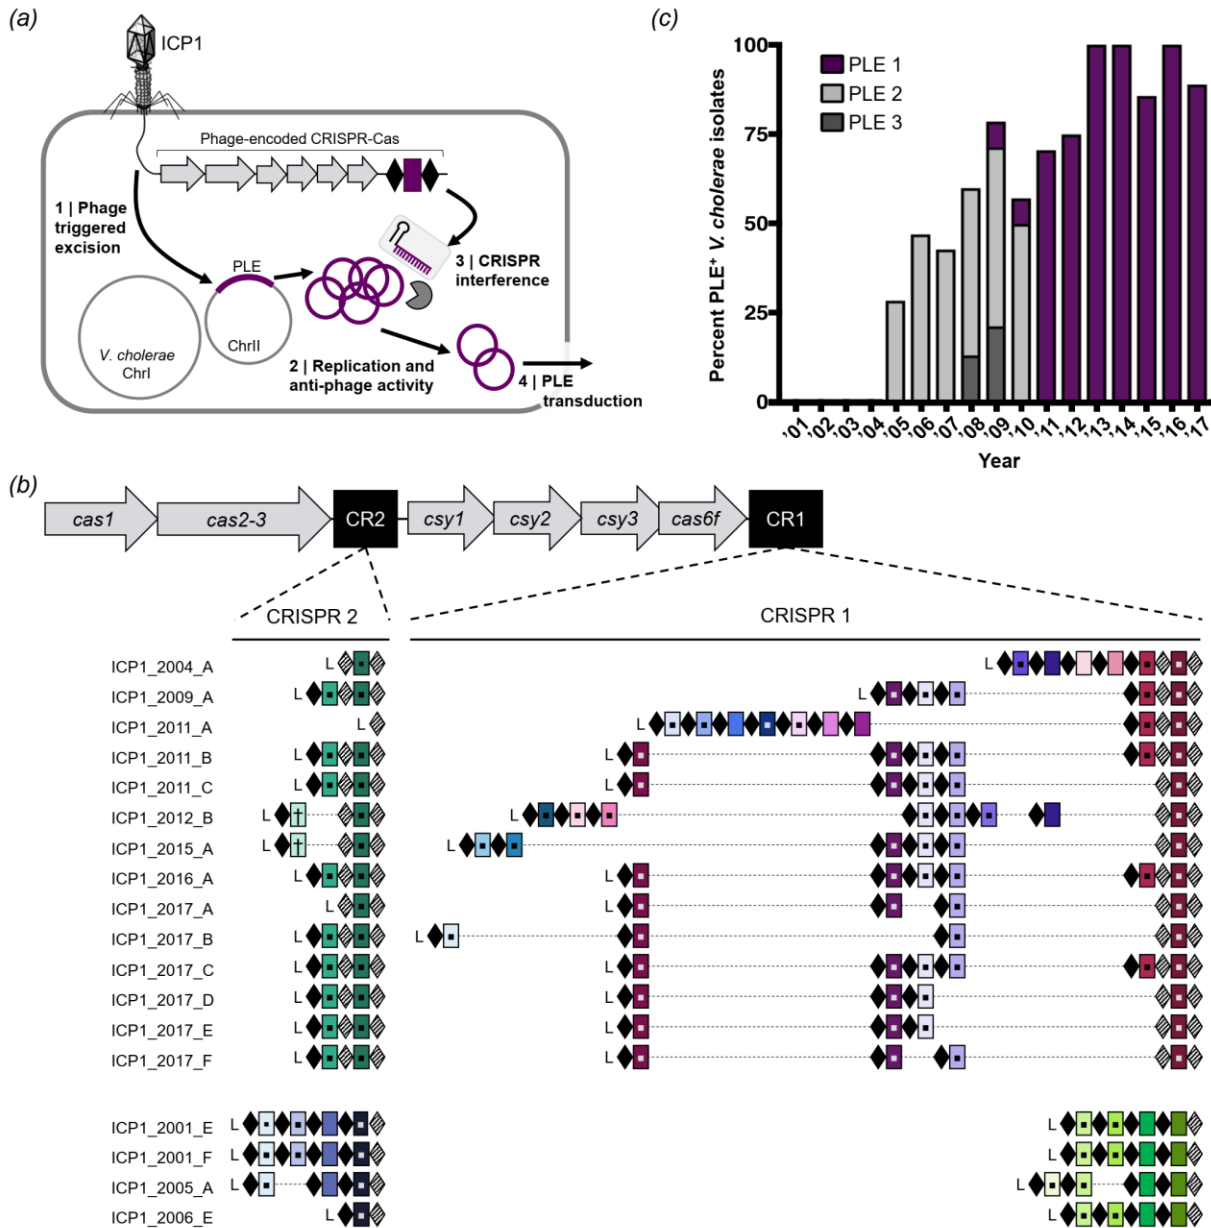 (a)
ICP1
Phage-encoded CRISPR-Cas
1 | Phage
triggered
excision
PLE
3 | CRISPR
interference
V. cholerae
ChrI
ChrII
2 | Replication and
anti-phage activity
4 | PLE
transduction
(c)
Percent PLE+ V. cholerae isolates
100
75
50
25
0
PLE 1
PLE 2
PLE 3
'01 '02 '03 '04 '05 '06 '07 '08 '09 '10 '11 '12 '13 '14 '15 '16 '17
Year
(b)
cas1 cas2-3 CR2 csy1 csy2 csy3 cas6f CR1
CRISPR 2 CRISPR 1
ICP1_2004_A L L
ICP1_2009_A L L
ICP1_2011_A L L
ICP1_2011_B L L
ICP1_2011_C L L
ICP1_2012_B L † L
ICP1_2015_A L † L
ICP1_2016_A L L
ICP1_2017_A L L
ICP1_2017_B L L
ICP1_2017_C L L
ICP1_2017_D L L
ICP1_2017_E L L
ICP1_2017_F L L
ICP1_2001_E L L
ICP1_2001_F L L
ICP1_2005_A L L
ICP1_2006_E L L